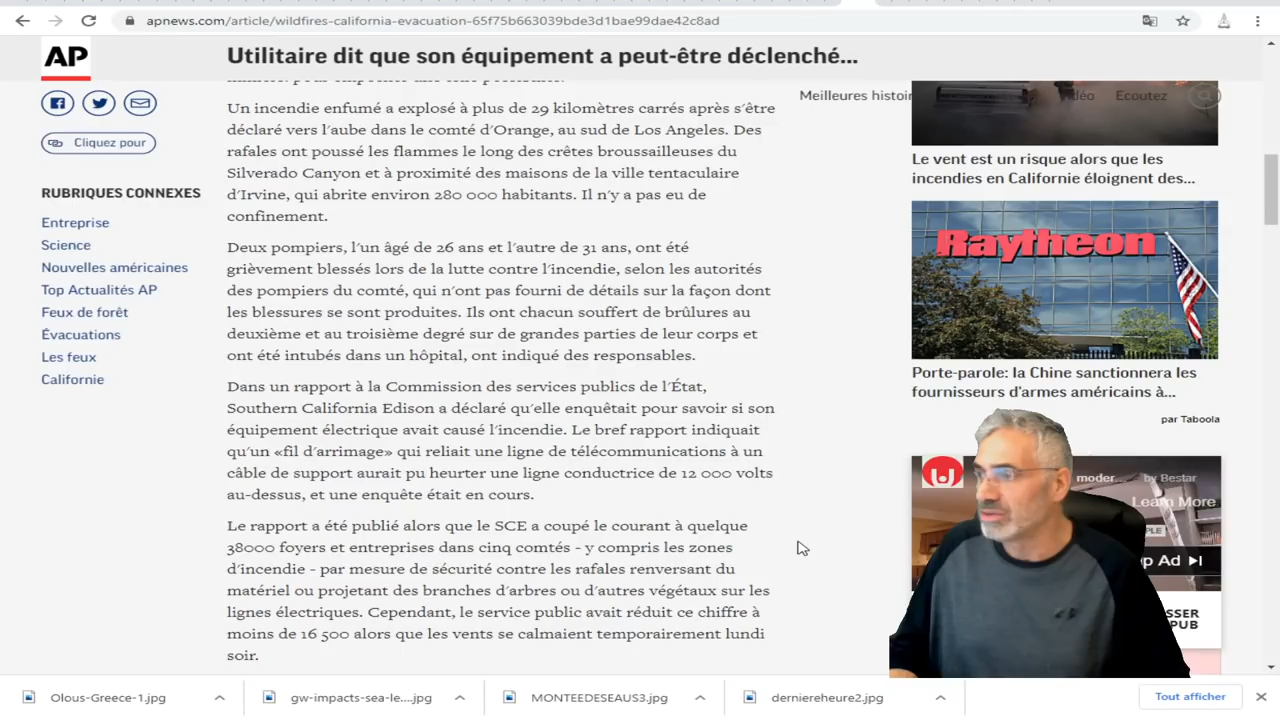 apnews.com/article/wildfires-california-evacuation-65f75b663039bde3d1bae99dae42c8ad
AP
Utilitaire dit que son équipement a peut-être déclenché...
Meilleures histoir
Ecoutez
Cliquez pour
RUBRIQUES CONNEXES
Entreprise
Science
Nouvelles américaines
Top Actualités AP
Feux de forêt
Évacuations
Les feux
Californie
Un incendie enfumé a explosé à plus de 29 kilomètres carrés après s'être
déclaré vers l'aube dans le comté d'Orange, au sud de Los Angeles. Des
rafales ont poussé les flammes le long des crêtes broussailleuses du
Silverado Canyon et à proximité des maisons de la ville tentaculaire
d'Irvine, qui abrite environ 280 000 habitants. Il n'y a pas eu de
confinement.
Deux pompiers, l'un âgé de 26 ans et l'autre de 31 ans, ont été
grièvement blessés lors de la lutte contre l'incendie, selon les autorités
des pompiers du comté, qui n'ont pas fourni de détails sur la façon dont
les blessures se sont produites. Ils ont chacun souffert de brûlures au
deuxième et au troisième degré sur de grandes parties de leur corps et
ont été intubés dans un hôpital, ont indiqué des responsables.
Dans un rapport à la Commission des services publics de l'État,
Southern California Edison a déclaré qu'elle enquêtait pour savoir si son
équipement électrique avait causé l'incendie. Le bref rapport indiquait
qu'un «fil d'arrimage» qui reliait une ligne de télécommunications à un
câble de support aurait pu heurter une ligne conductrice de 12 000 volts
au-dessus, et une enquête était en cours.
Le rapport a été publié alors que le SCE a coupé le courant à quelque
38000 foyers et entreprises dans cinq comtés - y compris les zones
d'incendie - par mesure de sécurité contre les rafales renversant du
matériel ou projetant des branches d'arbres ou d'autres végétaux sur les
lignes électriques. Cependant, le service public avait réduit ce chiffre à
moins de 16 500 alors que les vents se calmaient temporairement lundi
soir.
Le vent est un risque alors que les
incendies en Californie éloignent des...
Raytheon
Porte-parole: la Chine sanctionnera les
fournisseurs d'armes américains à...
par Taboola
moder... by Bestar
Learn More
PLE
p Ad
SSER
PUB
Olous-Greece-1.jpg
gw-impacts-sea-le....jpg
MONTEEDESEAUS3.jpg
derniereheure2.jpg
Tout afficher